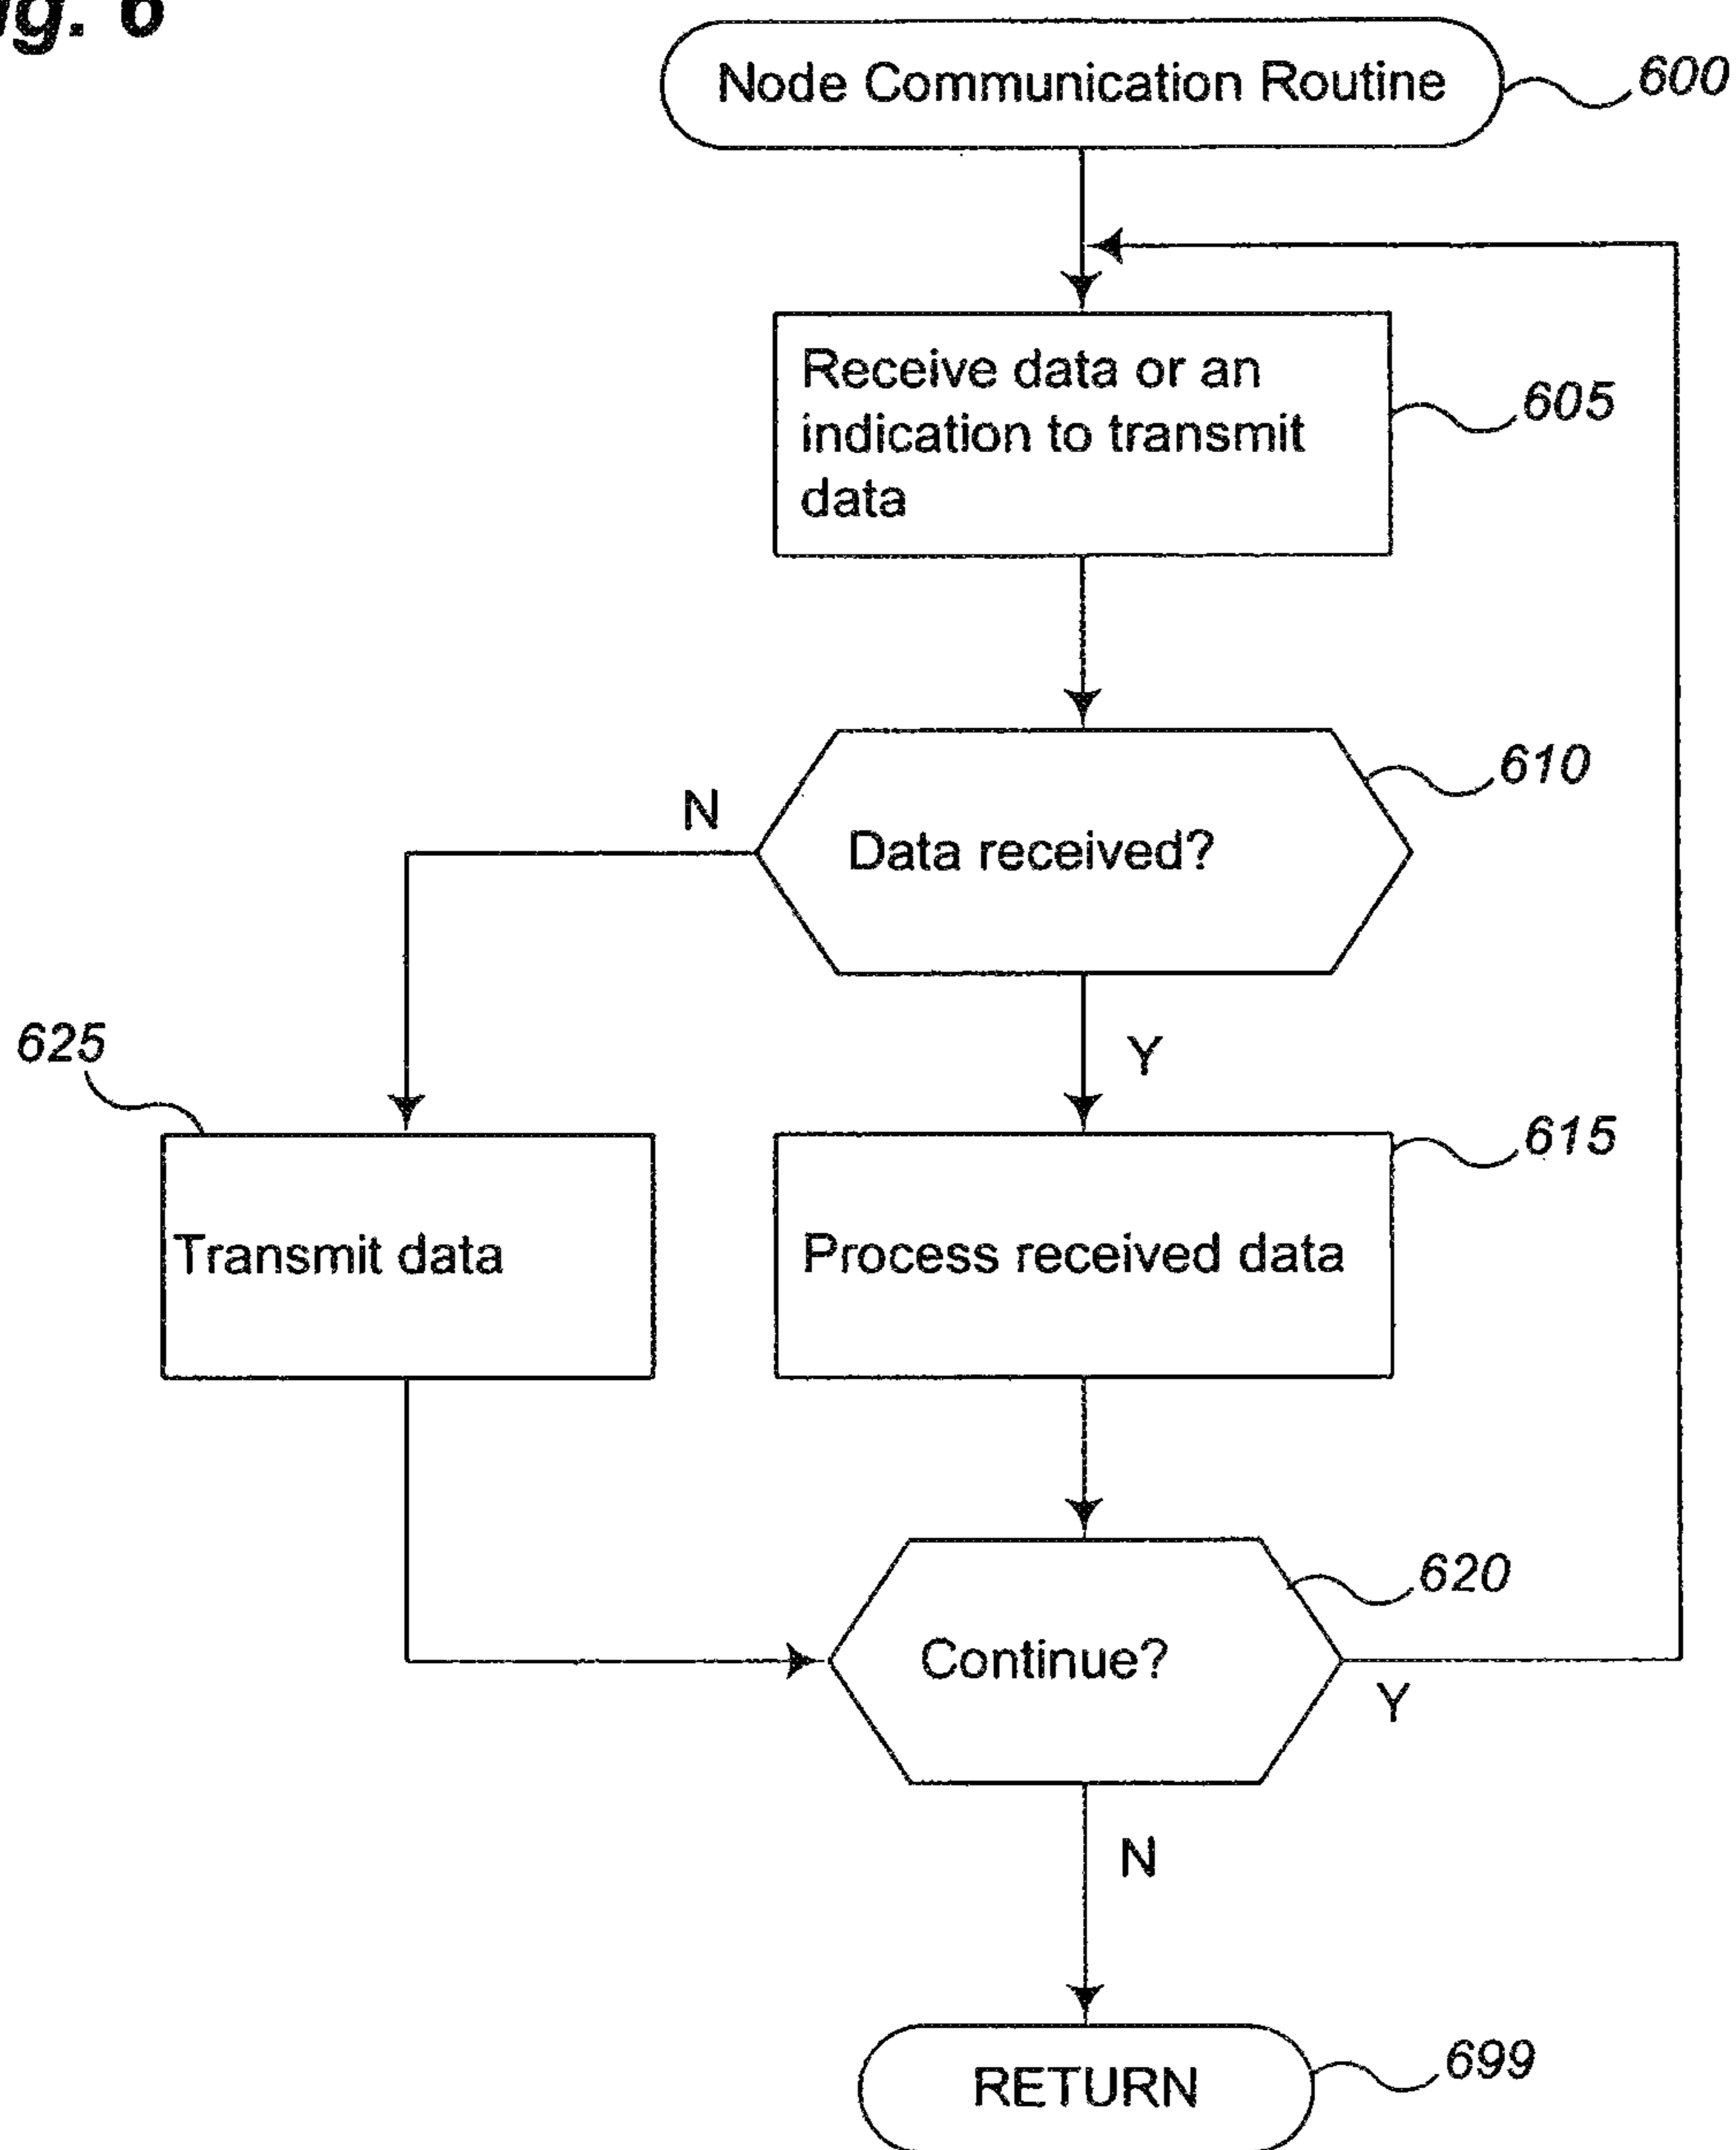 6
Node Communication Routine
600
Receive data or an
indication to transmit
data
605
610
N
Data received?
Y
625
615
Transmit data
Process received data
620
Continue?
Y
N
RETURN
699